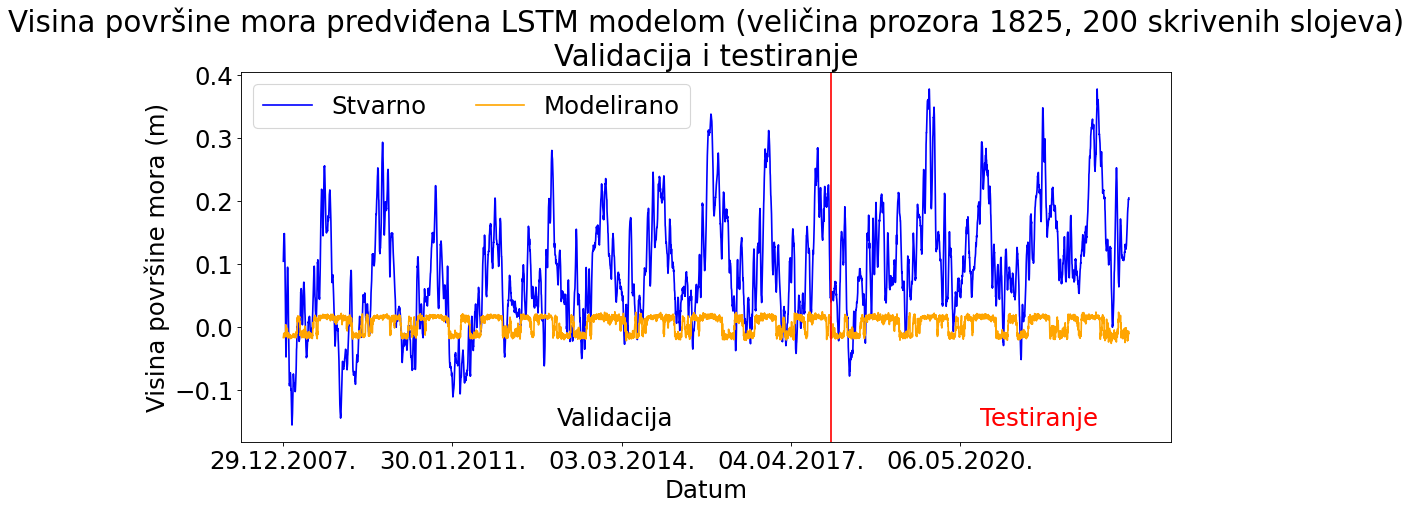 Visina površine mora predviđena LSTM modelom (veličina prozora 1825, 200 skrivenih slojeva)
Validacija i testiranje
Stvarno
Modelirano
Visina površine mora (m)
0.4
0.3
0.2
0.1
0.0
−0.1
Validacija
Testiranje
29.12.2007.
30.01.2011.
03.03.2014.
04.04.2017.
06.05.2020.
Datum